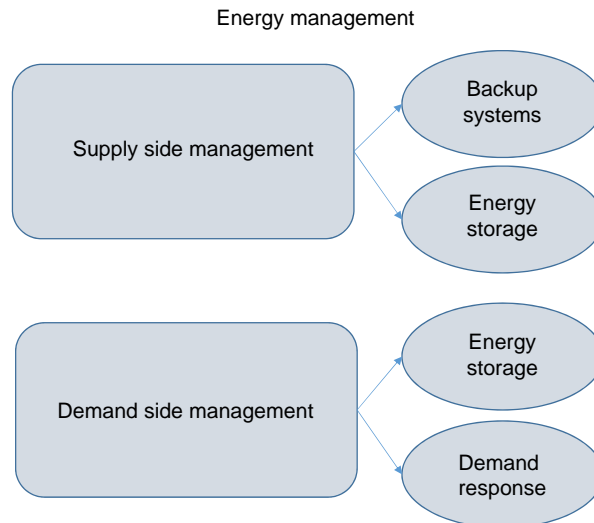 Energy management
Supply side management
Backup
systems
Energy
storage
Demand side management
Energy
storage
Demand
response